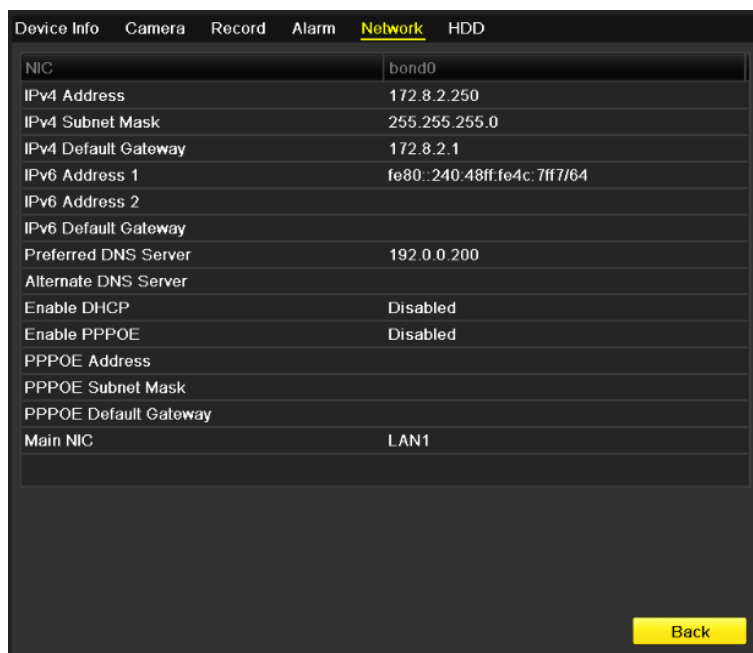 Device Info Camera Record Alarm Network HDD
NIC bond0
IPv4 Address 172.8.2.250
IPv4 Subnet Mask 255.255.255.0
IPv4 Default Gateway 172.8.2.1
IPv6 Address 1 fe80::240:48ff:fe4c:7ff7/64
IPv6 Address 2
IPv6 Default Gateway
Preferred DNS Server 192.0.0.200
Alternate DNS Server
Enable DHCP Disabled
Enable PPPOE Disabled
PPPOE Address
PPPOE Subnet Mask
PPPOE Default Gateway
Main NIC LAN1
Back